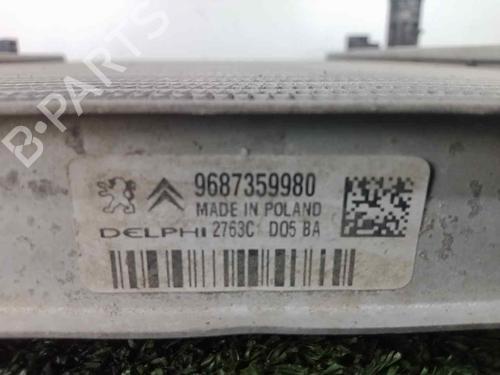 B-PARTS
9687359980
MADE IN POLAND
DELPHI 2763C D05 BA